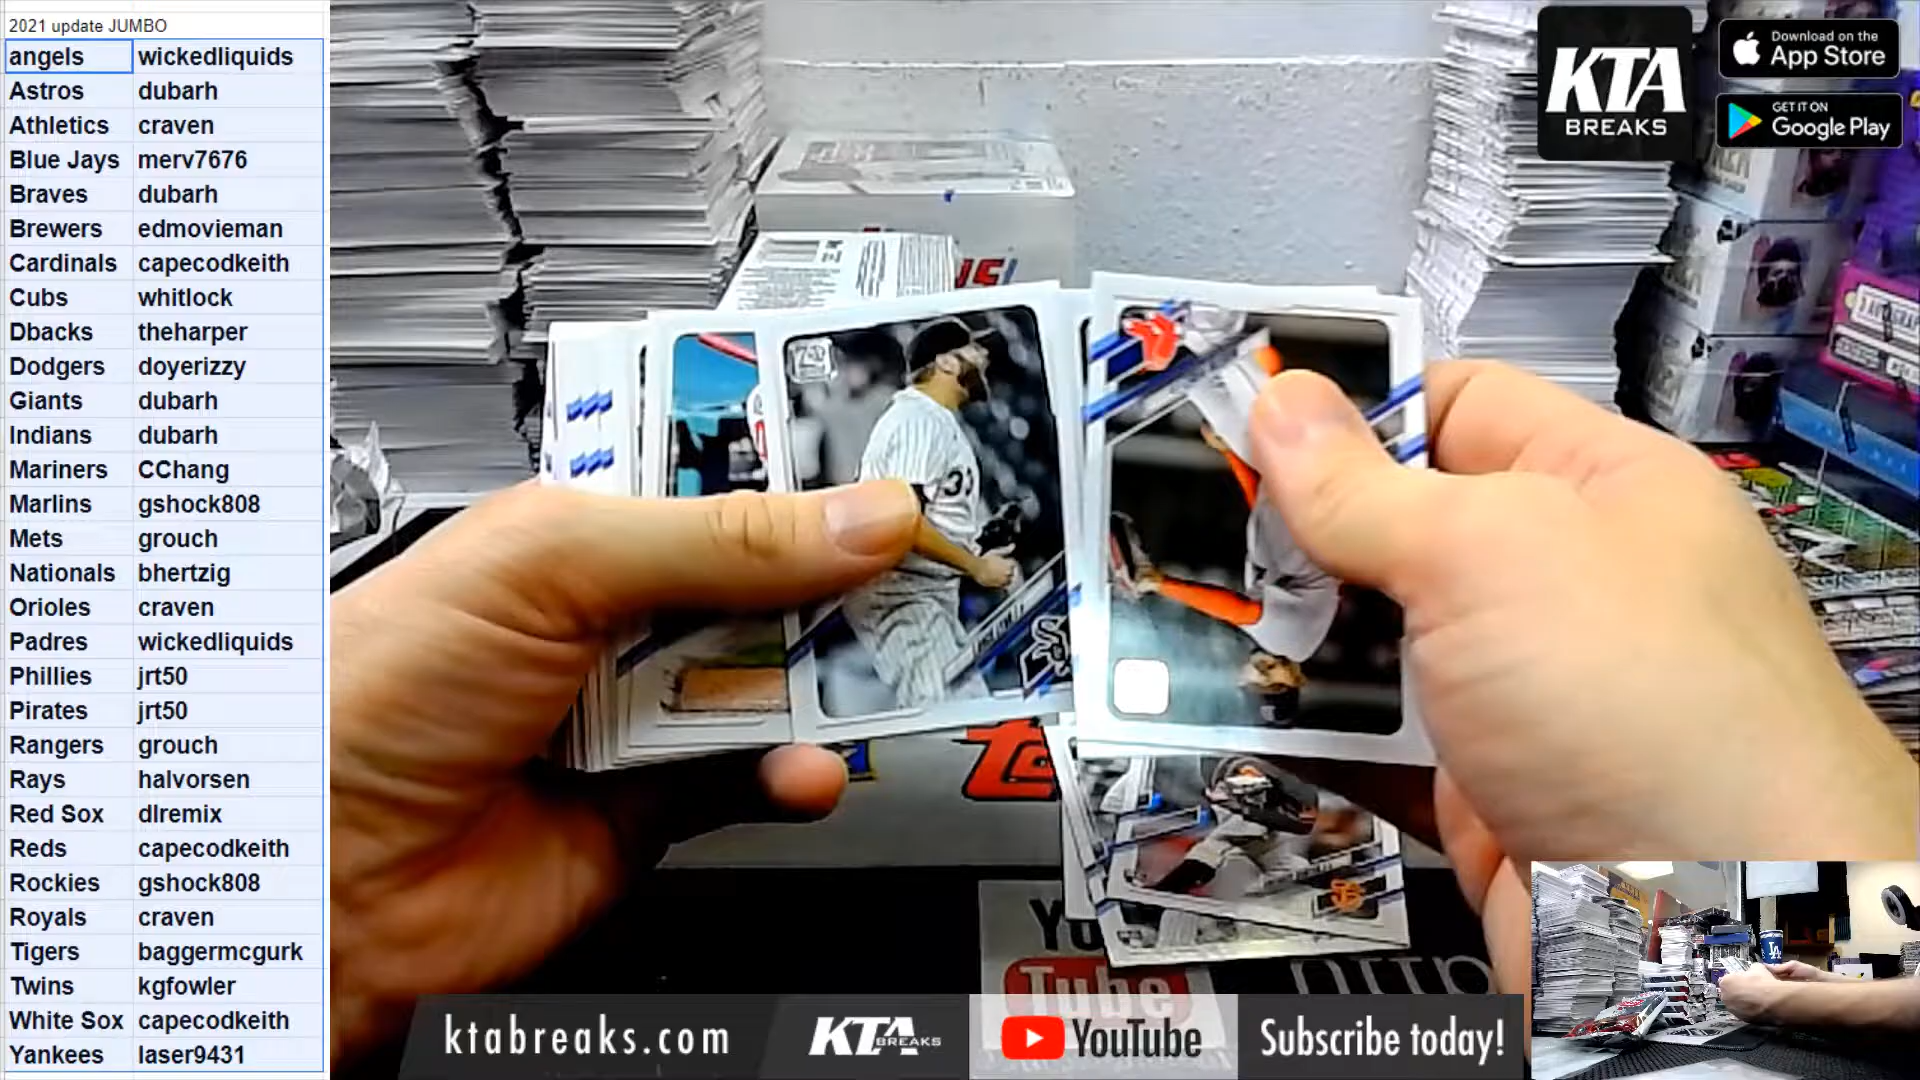 2021 update JUMBO
angels wickedliquids
Astros dubarh
Athletics craven
Blue Jays merv7676
Braves dubarh
Brewers edmovieman
Cardinals capecodkeith
Cubs whitlock
Dbacks theharper
Dodgers doyerizzy
Giants dubarh
Indians dubarh
Mariners CChang
Marlins gshock808
Mets grouch
Nationals bhertzig
Orioles craven
Padres wickedliquids
Phillies jrt50
Pirates jrt50
Rangers grouch
Rays halvorsen
Red Sox dlremix
Reds capecodkeith
Rockies gshock808
Royals craven
Tigers baggermcgurk
Twins kgfowler
White Sox capecodkeith
Yankees laser9431
KTA
BREAKS
Download on the
App Store
GET IT ON
Google Play
31
Tube
ktabreaks.com
KTA BREAKS
YouTube
Subscribe today!